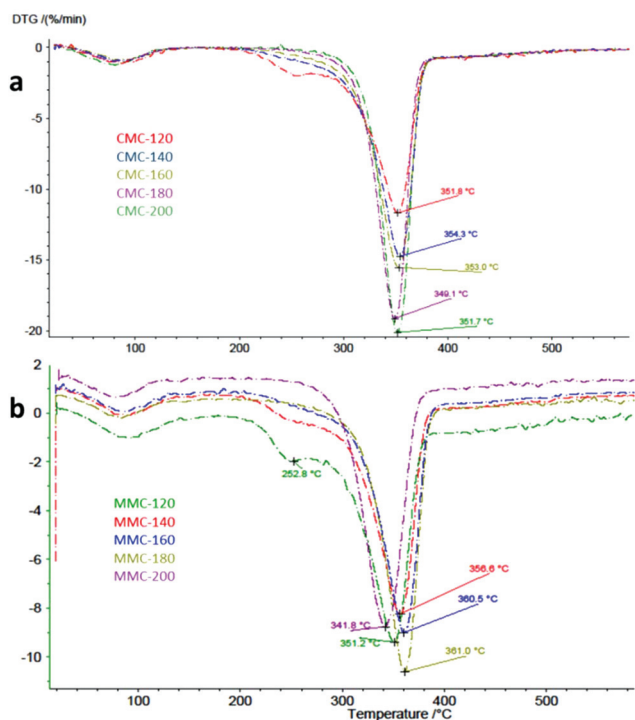 DTG /(%/min)
0
a
-5
CMC-120
CMC-140
CMC-160
CMC-180
CMC-200
-10
351.8 °C
354.3 °C
-15
353.0 °C
349.1 °C
351.7 °C
-20
0
100
200
300
400
500
2
b
0
-2
252.8 °C
-4
MMC-120
MMC-140
MMC-160
MMC-180
MMC-200
-6
356.6 °C
-8
360.5 °C
341.8 °C
351.2 °C
361.0 °C
-10
100
200
300
400
500
Temperature /°C